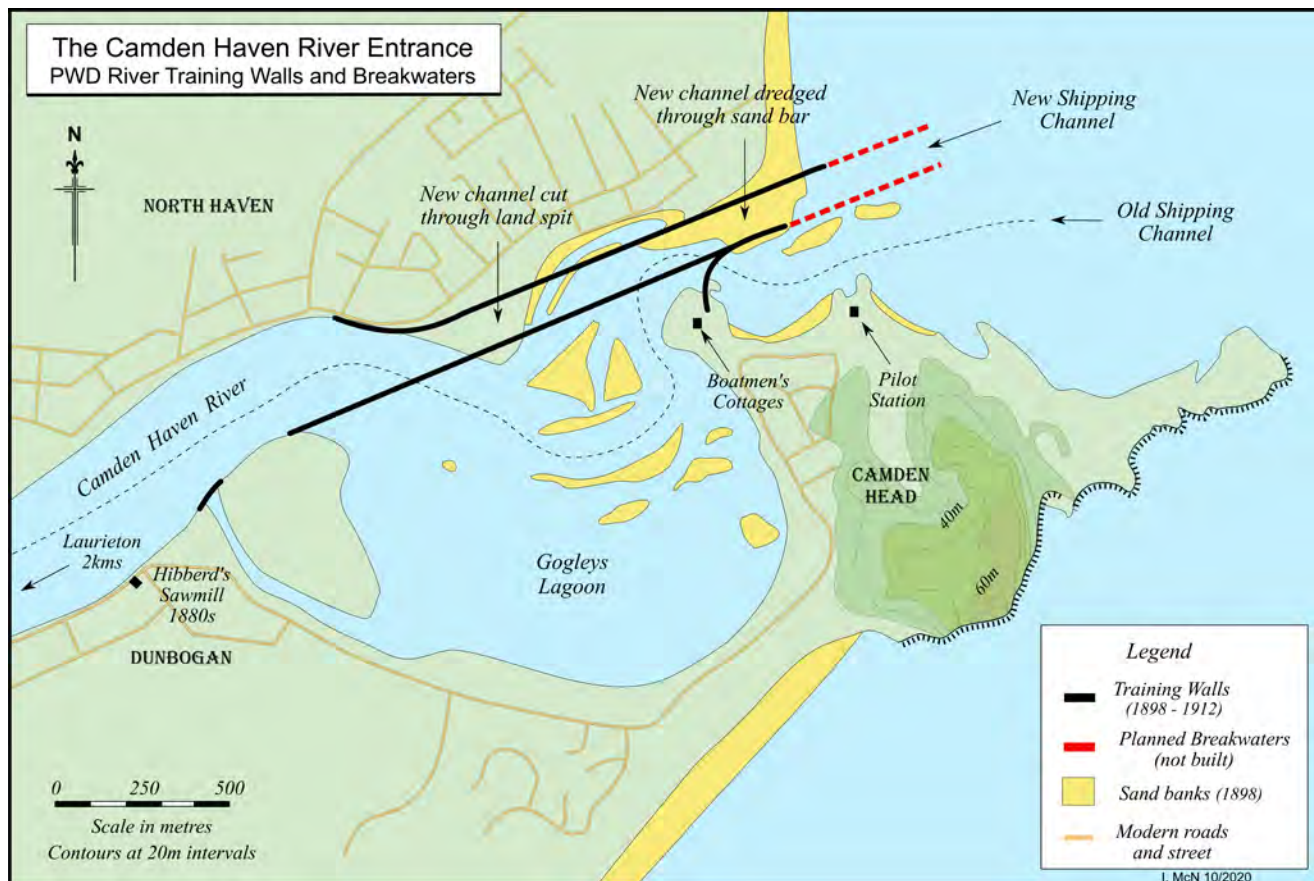 The Camden Haven River Entrance
PWD River Training Walls and Breakwaters
New channel dredged
through sand bar
New Shipping
Channel
N
NORTH HAVEN
New channel cut
through land spit
Old Shipping
Channel
Boatmen's
Cottages
Pilot
Station
Camden Haven River
CAMDEN
HEAD
40m
60m
Laurieton
2kms
Hibberd's
Sawmill
1880s
Gogleys
Lagoon
DUNBOGAN
0 250 500
Scale in metres
Contours at 20m intervals
Legend
Training Walls
(1898 - 1912)
Planned Breakwaters
(not built)
Sand banks (1898)
Modern roads
and street
I. McN 10/2020